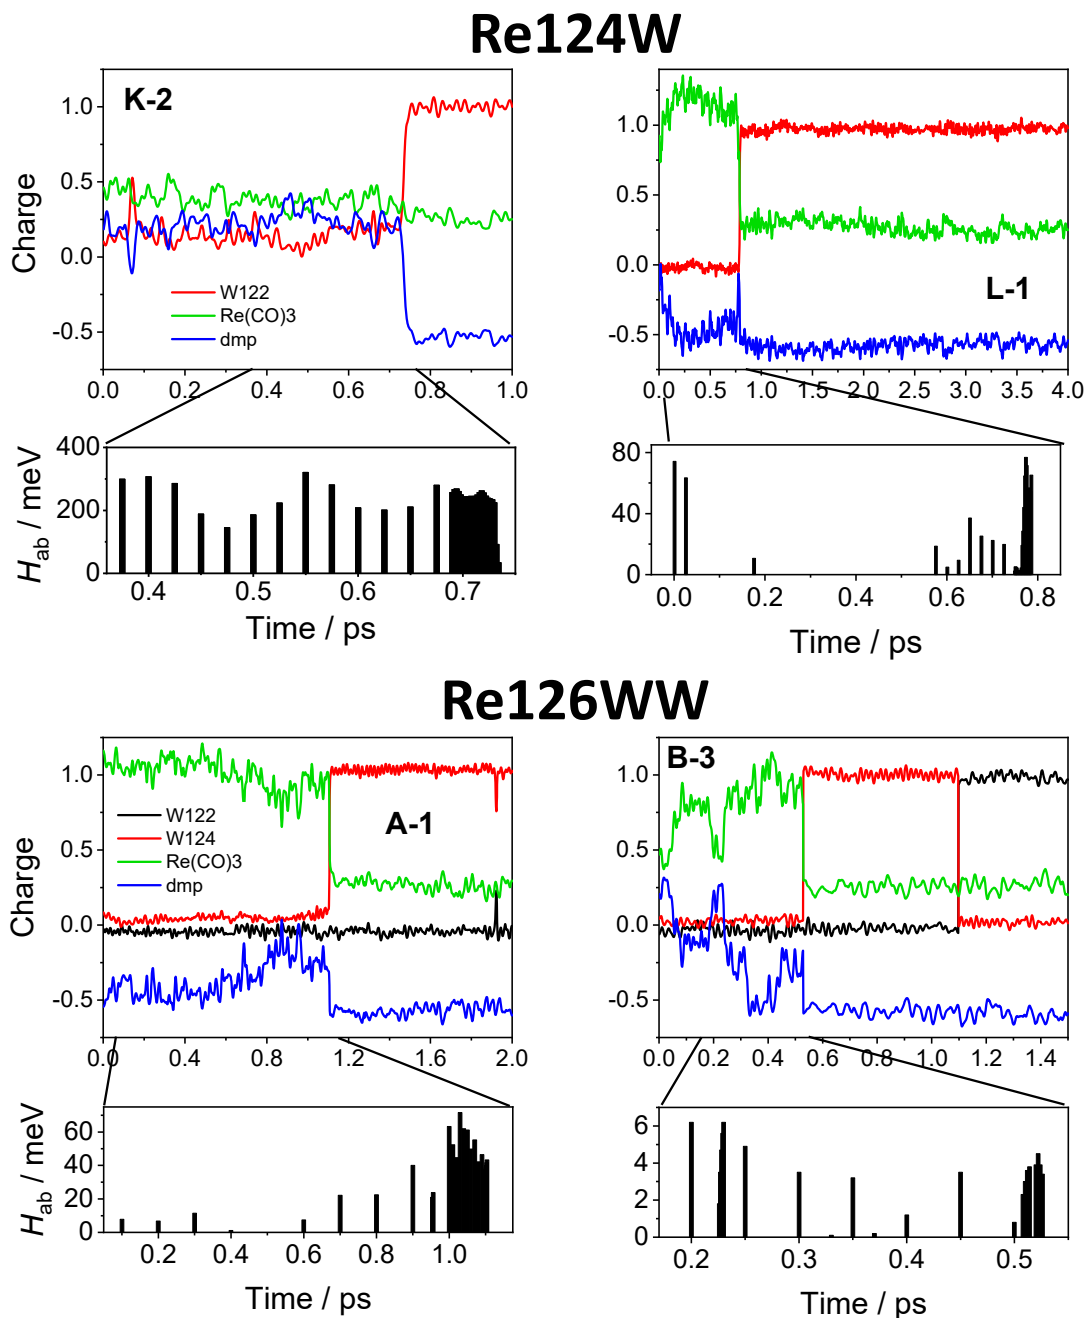 Re124W
K-2
1.0
0.5
0.0
-0.5
Charge
W122
Re(CO)3
dmp
0.0 0.2 0.4 0.6 0.8 1.0
1.0
0.5
0.0
-0.5
L-1
0.0 0.5 1.0 1.5 2.0 2.5 3.0 3.5 4.0
400
200
0
Hab / meV
0.4 0.5 0.6 0.7
Time / ps
80
40
0
0.0 0.2 0.4 0.6 0.8
Time / ps
Re126WW
1.0
0.5
0.0
-0.5
Charge
A-1
W122
W124
Re(CO)3
dmp
0.0 0.4 0.8 1.2 1.6 2.0
B-3
1.0
0.5
0.0
-0.5
0.0 0.2 0.4 0.6 0.8 1.0 1.2 1.4
60
40
20
0
Hab / meV
0.2 0.4 0.6 0.8 1.0
Time / ps
6
4
2
0
0.2 0.3 0.4 0.5
Time / ps